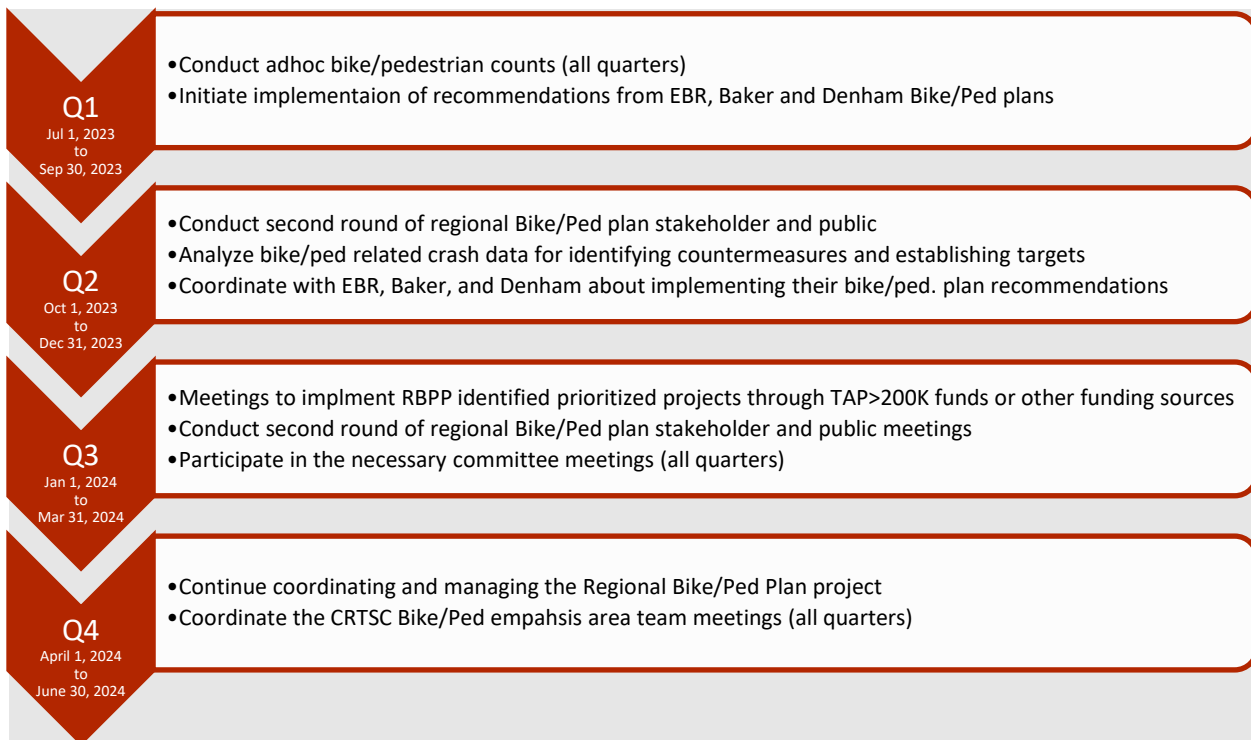 Q1
Jul 1, 2023
to
Sep 30, 2023
•Conduct adhoc bike/pedestrian counts (all quarters)
•Initiate implementaion of recommendations from EBR, Baker and Denham Bike/Ped plans
Q2
Oct 1, 2023
to
Dec 31, 2023
•Conduct second round of regional Bike/Ped plan stakeholder and public
•Analyze bike/ped related crash data for identifying countermeasures and establishing targets
•Coordinate with EBR, Baker, and Denham about implementing their bike/ped. plan recommendations
Q3
Jan 1, 2024
to
Mar 31, 2024
•Meetings to implment RBPP identified prioritized projects through TAP>200K funds or other funding sources
•Conduct second round of regional Bike/Ped plan stakeholder and public meetings
•Participate in the necessary committee meetings (all quarters)
Q4
April 1, 2024
to
June 30, 2024
•Continue coordinating and managing the Regional Bike/Ped Plan project
•Coordinate the CRTSC Bike/Ped empahsis area team meetings (all quarters)